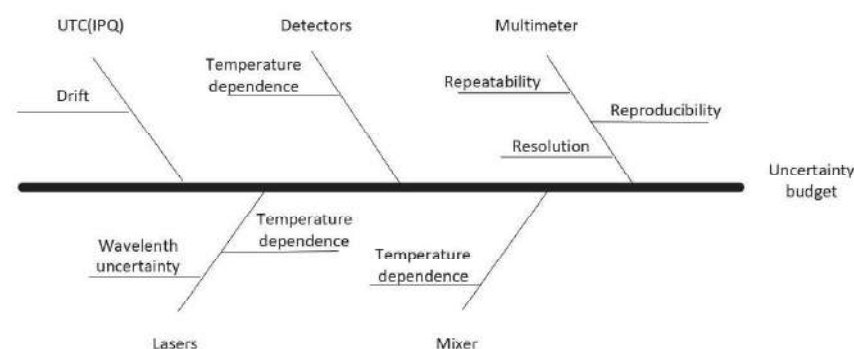 UTC(IPQ)
Detectors
Multimeter
Temperature
dependence
Drift
Repeatability
Reproducibility
Resolution
Uncertainty
budget
Temperature
dependence
Wavelenth
uncertainty
Temperature
dependence
Lasers
Mixer